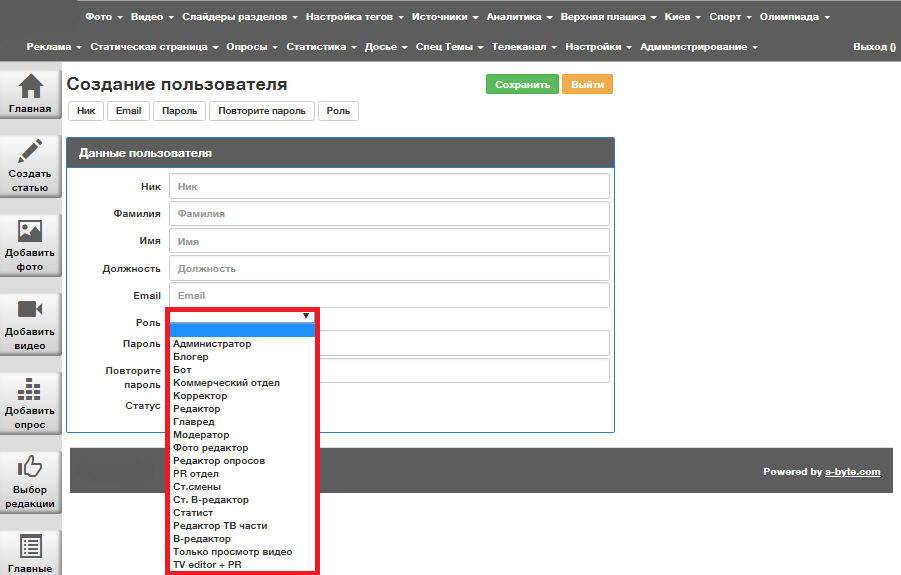 Фото Видео Слайдеры разделов Настройка тегов Источники Аналитика Верхняя плашка Киев Спорт Олимпиада
Реклама Статическая страница Опросы Статистика Досье Спец Темы Телеканал Настройки Администрирование Выход ()
Главная
Создать
статью
Добавить
фото
Добавить
видео
Добавить
опрос
Выбор
редакции
Главные
Создание пользователя
Сохранить Выйти
Ник Email Пароль Повторите пароль Роль
Данные пользователя
Ник Ник
Фамилия Фамилия
Имя Имя
Должность Должность
Email Email
Роль
Пароль
Повторите
пароль
Статус
Администратор
Блогер
Бот
Коммерческий отдел
Корректор
Редактор
Главред
Модератор
Фото редактор
Редактор опросов
PR отдел
Ст.смены
Ст. В-редактор
Статист
Редактор ТВ части
В-редактор
Только просмотр видео
TV editor + PR
Powered by s-byte.com